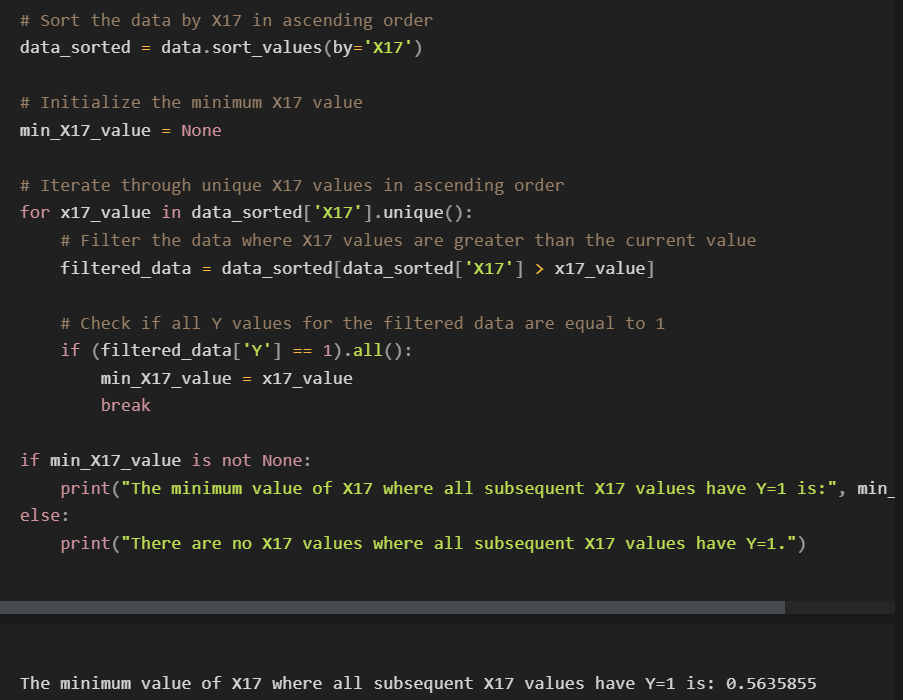 # Sort the data by X17 in ascending order
data_sorted = data.sort_values(by='X17')
# Initialize the minimum X17 value
min_X17_value = None
# Iterate through unique X17 values in ascending order
for x17_value in data_sorted['X17'].unique():
    # Filter the data where X17 values are greater than the current value
    filtered_data = data_sorted[data_sorted['X17'] > x17_value]
    # Check if all Y values for the filtered data are equal to 1
    if (filtered_data['Y'] == 1).all():
        min_X17_value = x17_value
        break
if min_X17_value is not None:
    print("The minimum value of X17 where all subsequent X17 values have Y=1 is:", min_
else:
    print("There are no X17 values where all subsequent X17 values have Y=1.")
The minimum value of X17 where all subsequent X17 values have Y=1 is: 0.5635855